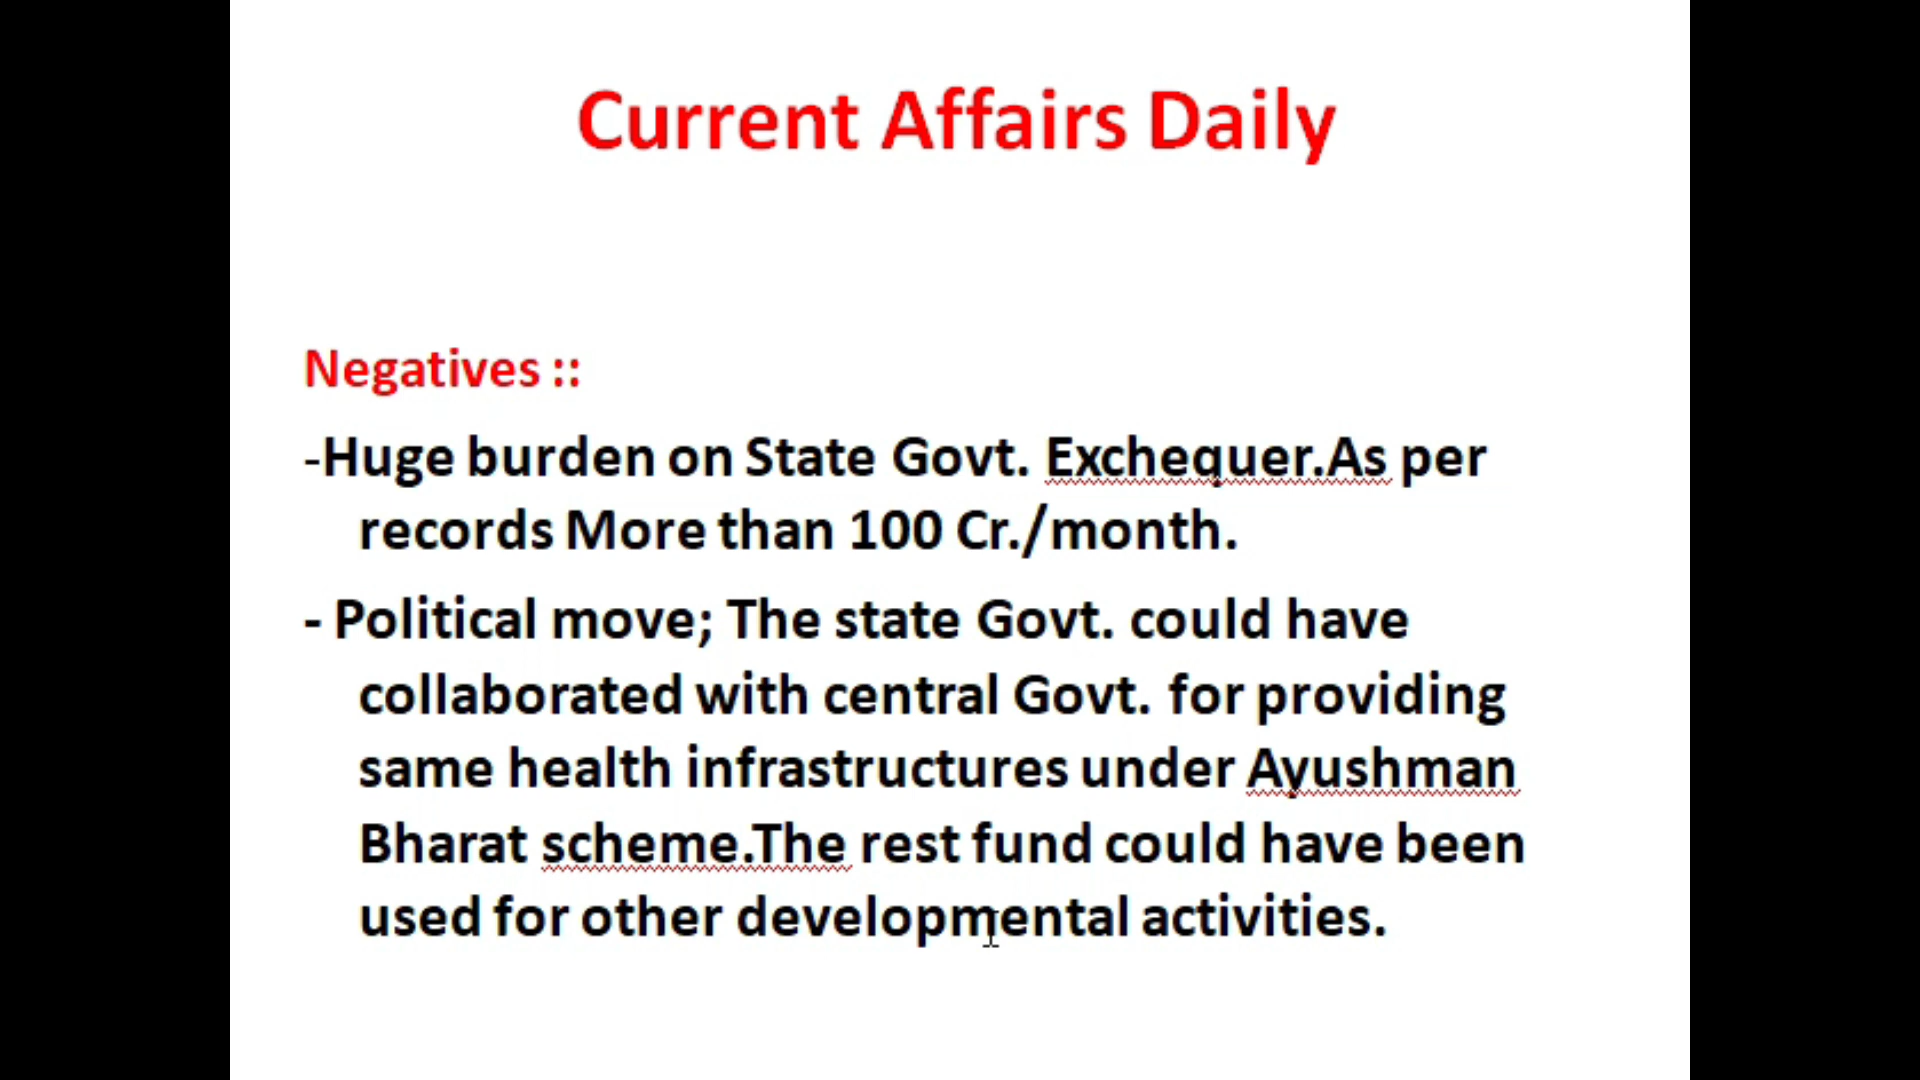 Current Affairs Daily
Negatives ::
-Huge burden on State Govt. Exchequer.As per
records More than 100 Cr./month.
- Political move; The state Govt. could have
collaborated with central Govt. for providing
same health infrastructures under Ayushman
Bharat scheme.The rest fund could have been
used for other developmental activities.